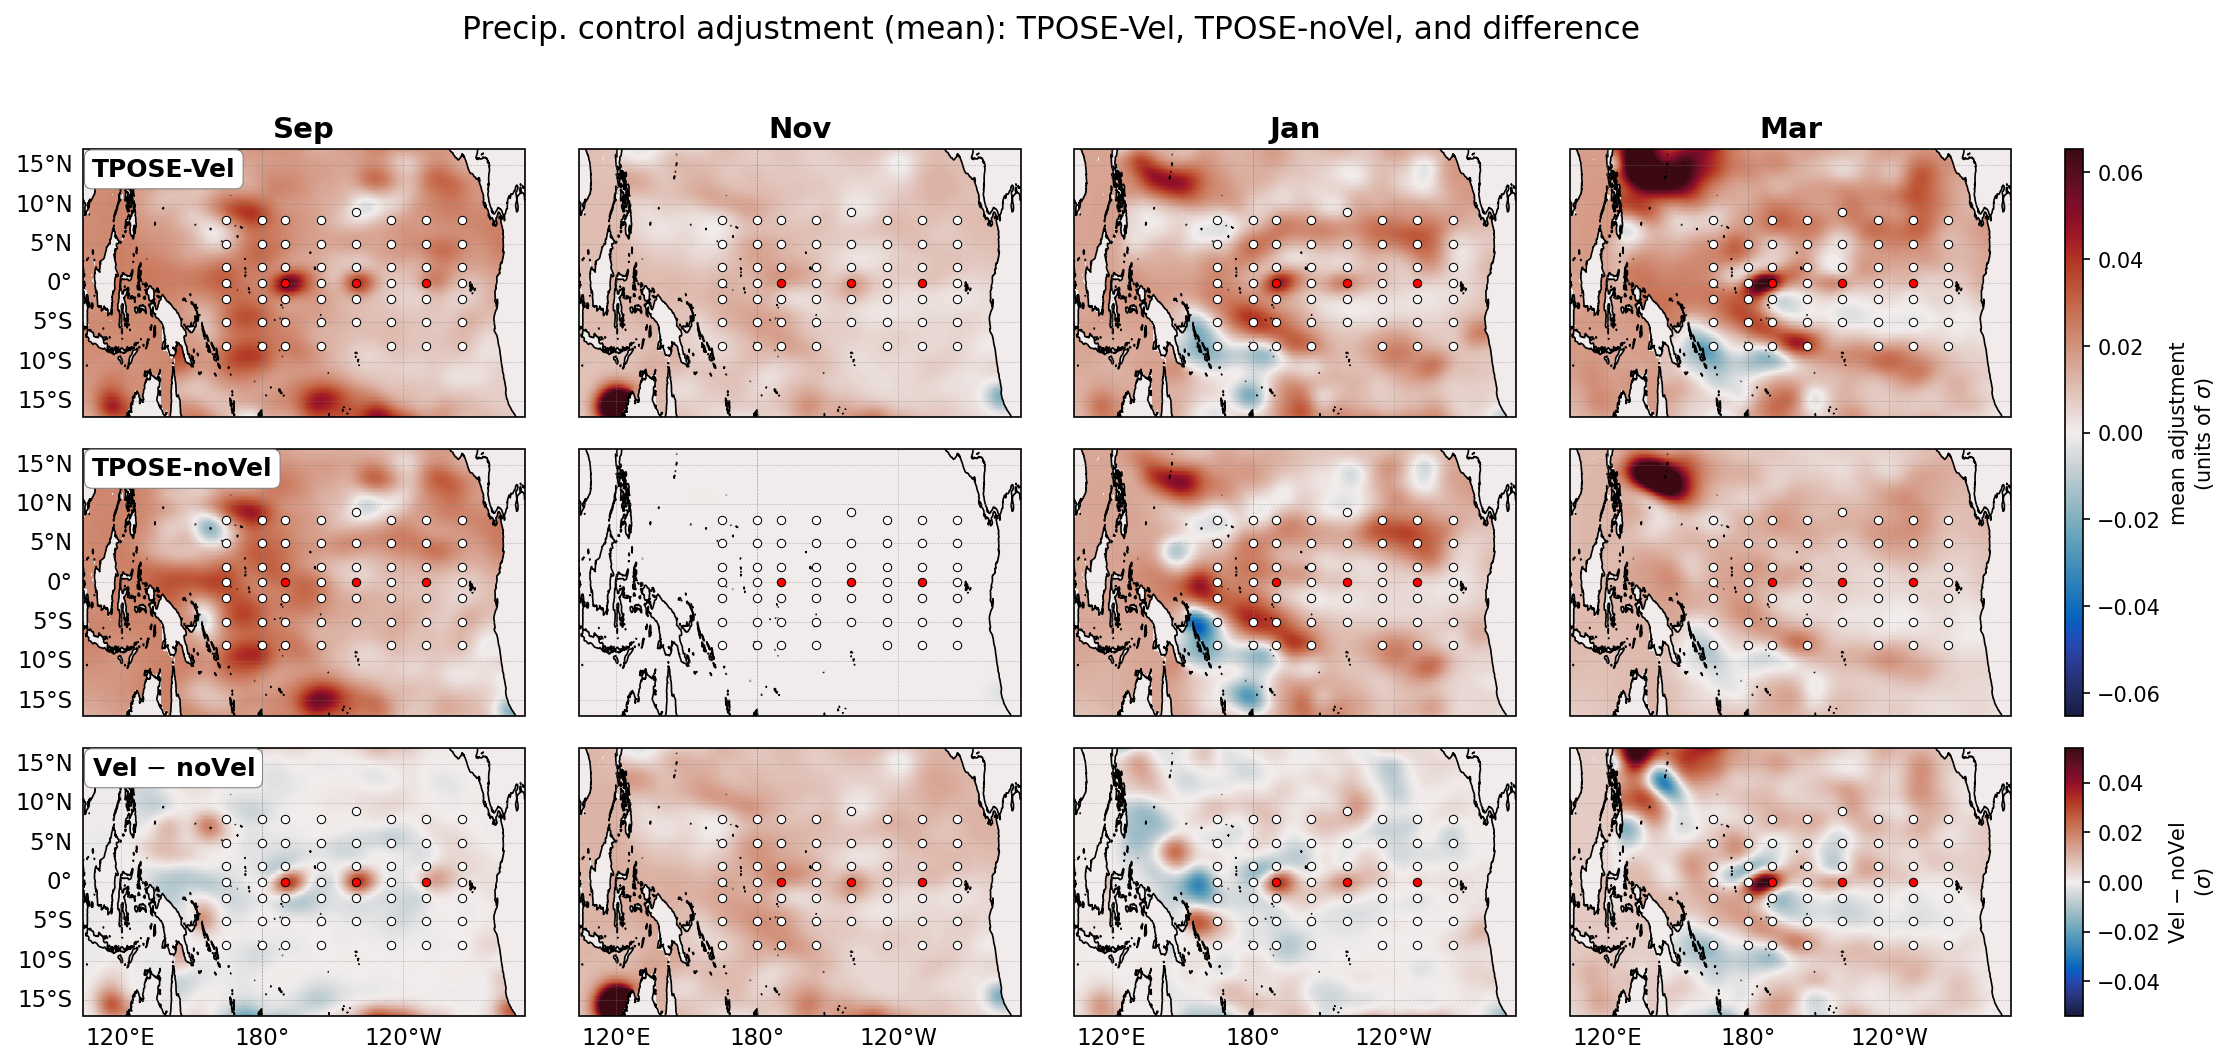 Precip. control adjustment (mean): TPOSE-Vel, TPOSE-noVel, and difference
Sep Nov Jan Mar
TPOSE-Vel
15°N
10°N
5°N
0°
5°S
10°S
15°S
TPOSE-noVel
15°N
10°N
5°N
0°
5°S
10°S
15°S
0.06
0.04
0.02
0.00
−0.02
−0.04
−0.06
mean adjustment
(units of σ)
Vel − noVel
15°N
10°N
5°N
0°
5°S
10°S
15°S
120°E 180° 120°W 120°E 180° 120°W 120°E 180° 120°W 120°E 180° 120°W
0.04
0.02
0.00
−0.02
−0.04
Vel − noVel
(σ)